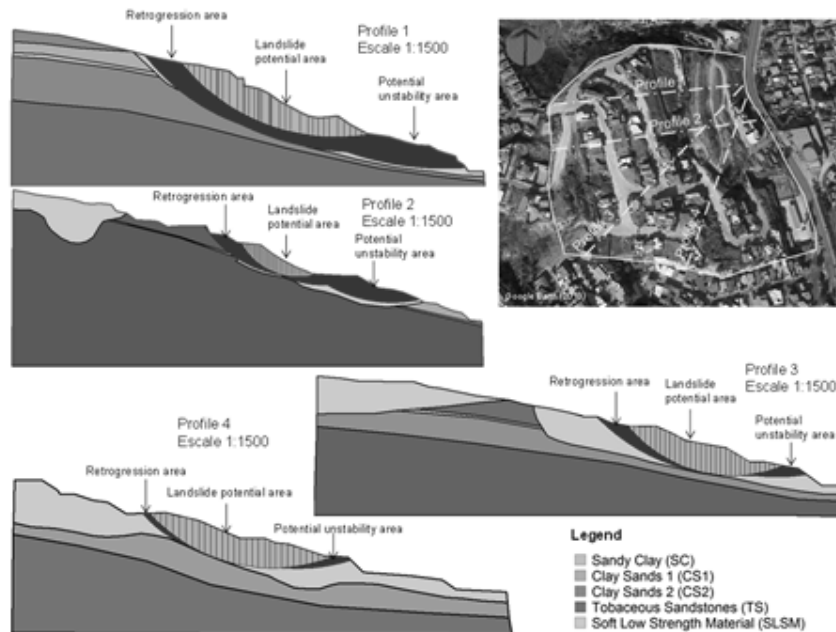 Retrogression area
Landslide
potential area
Profile 1
Escale 1:1500
Potential
unstability area
Profile 2
Escale 1:1500
Retrogression area
Landslide
potential area
Potential
unstability area
Profile 1
Profile 2
Google Earth
Profile 3
Escale 1:1500
Retrogression area
Landslide
potential area
Potential
unstability area
Profile 4
Escale 1:1500
Retrogression area
Landslide potential area
Potential unstability area
Legend
Sandy Clay (SC)
Clay Sands 1 (CS1)
Clay Sands 2 (CS2)
Tobaceous Sandstones (TS)
Soft Low Strength Material (SLSM)